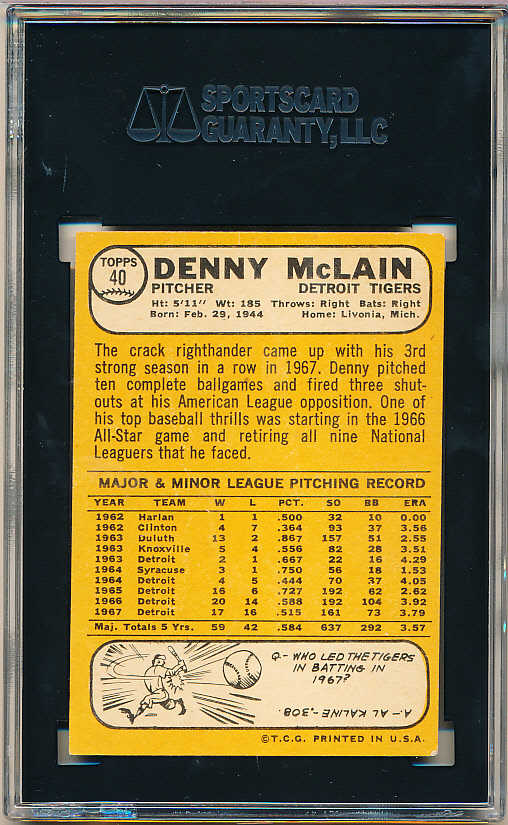 SPORTSCARD
GUARANTY, LLC
TOPPS
40
DENNY McLAIN
PITCHER DETROIT TIGERS
Ht: 5'11" Wt: 185 Throws: Right Bats: Right
Born: Feb. 29, 1944 Home: Livonia, Mich.
The crack righthander came up with his 3rd
strong season in a row in 1967. Denny pitched
ten complete ballgames and fired three shut-
outs at his American League opposition. One of
his top baseball thrills was starting in the 1966
All-Star game and retiring all nine National
Leaguers that he faced.
MAJOR & MINOR LEAGUE PITCHING RECORD
YEAR TEAM W L PCT. SO BB ERA
1962 Harlan 1 1 .500 32 10 0.00
1962 Clinton 4 7 .364 93 37 3.56
1963 Duluth 13 2 .867 157 51 2.55
1963 Knoxville 5 4 .556 82 28 3.51
1963 Detroit 2 1 .667 22 16 4.29
1964 Syracuse 3 1 .750 56 18 1.53
1964 Detroit 4 5 .444 70 37 4.05
1965 Detroit 16 6 .727 192 62 2.62
1966 Detroit 20 14 .588 192 104 3.92
1967 Detroit 17 16 .515 161 73 3.79
Maj. Totals 5 Yrs. 59 42 .584 637 292 3.57
Q-WHO LED THE TIGERS
IN BATTING IN
1967?
A-AL KALINE-.308.
©T.C.G. PRINTED IN U.S.A.